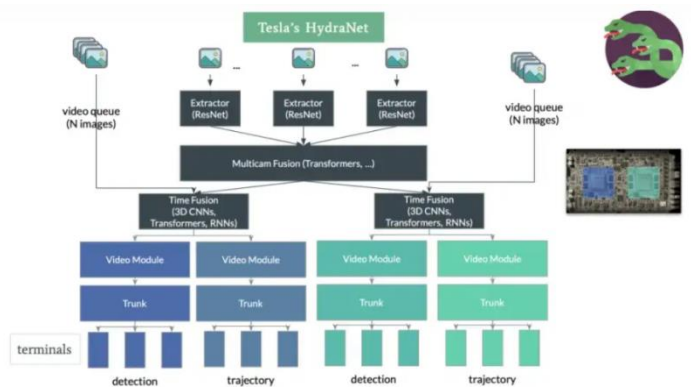 Tesla's HydraNet
...
...
video queue
(N images)
Extractor
(ResNet)
Extractor
(ResNet)
Extractor
(ResNet)
video queue
(N images)
Multicam Fusion (Transformers, ...)
Time Fusion
(3D CNNs,
Transformers, RNNs)
Time Fusion
(3D CNNs,
Transformers, RNNs)
Video Module
Video Module
Video Module
Video Module
Trunk
Trunk
Trunk
Trunk
terminals
detection
trajectory
detection
trajectory